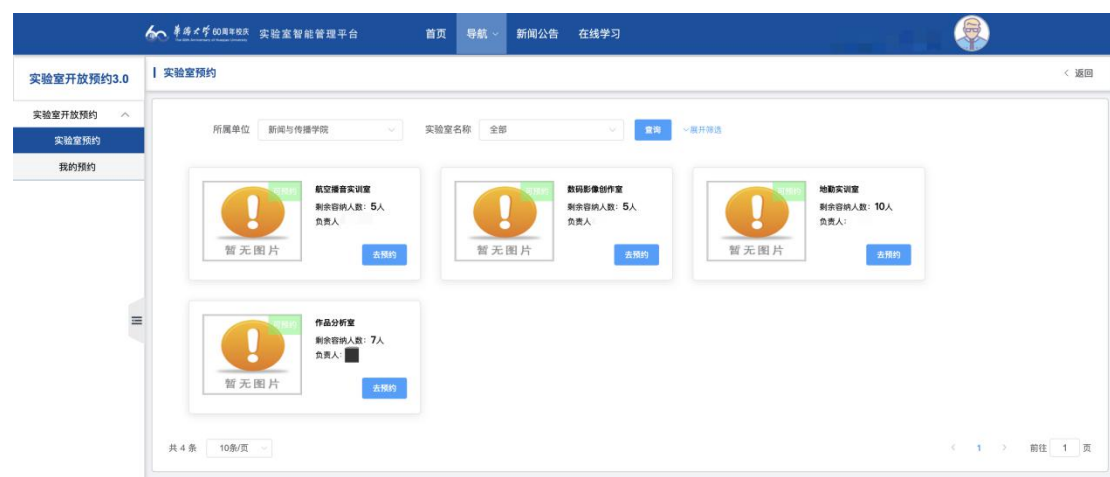 华侨大学 60周年校庆 实验室智能管理平台 首页 导航 新闻公告 在线学习
实验室开放预约3.0
实验室预约
< 返回
实验室开放预约
实验室预约
我的预约
所属单位 新闻与传播学院 实验室名称 全部 查询 展开筛选
可预约
暂无图片
航空播音实训室
剩余容纳人数：5人
负责人
去预约
可预约
暂无图片
数码影像创作室
剩余容纳人数：5人
负责人
去预约
可预约
暂无图片
地勤实训室
剩余容纳人数：10人
负责人：
去预约
可预约
暂无图片
作品分析室
剩余容纳人数：7人
负责人：
去预约
共 4 条 10条/页
< 1 > 前往 1 页